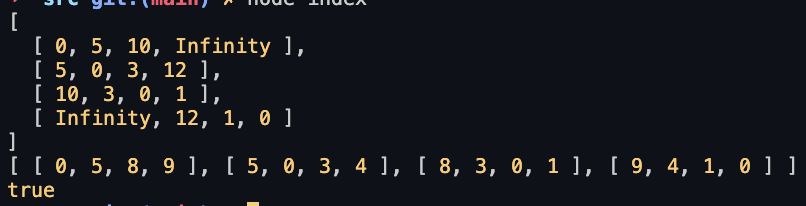 src git:(main) ✗ node index
[
[ 0, 5, 10, Infinity ],
[ 5, 0, 3, 12 ],
[ 10, 3, 0, 1 ],
[ Infinity, 12, 1, 0 ]
]
[ [ 0, 5, 8, 9 ], [ 5, 0, 3, 4 ], [ 8, 3, 0, 1 ], [ 9, 4, 1, 0 ] ]
true